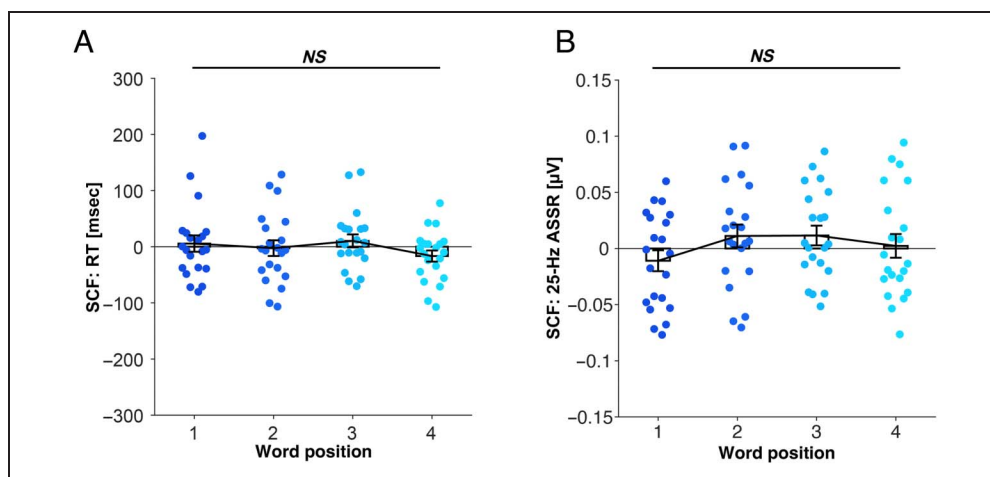 A
NS
SCF: RT [msec]
300
200
100
0
−100
−200
−300
1 2 3 4
Word position
B
NS
SCF: 25-Hz ASSR [µV]
0.15
0.1
0.05
0
−0.05
−0.1
−0.15
1 2 3 4
Word position